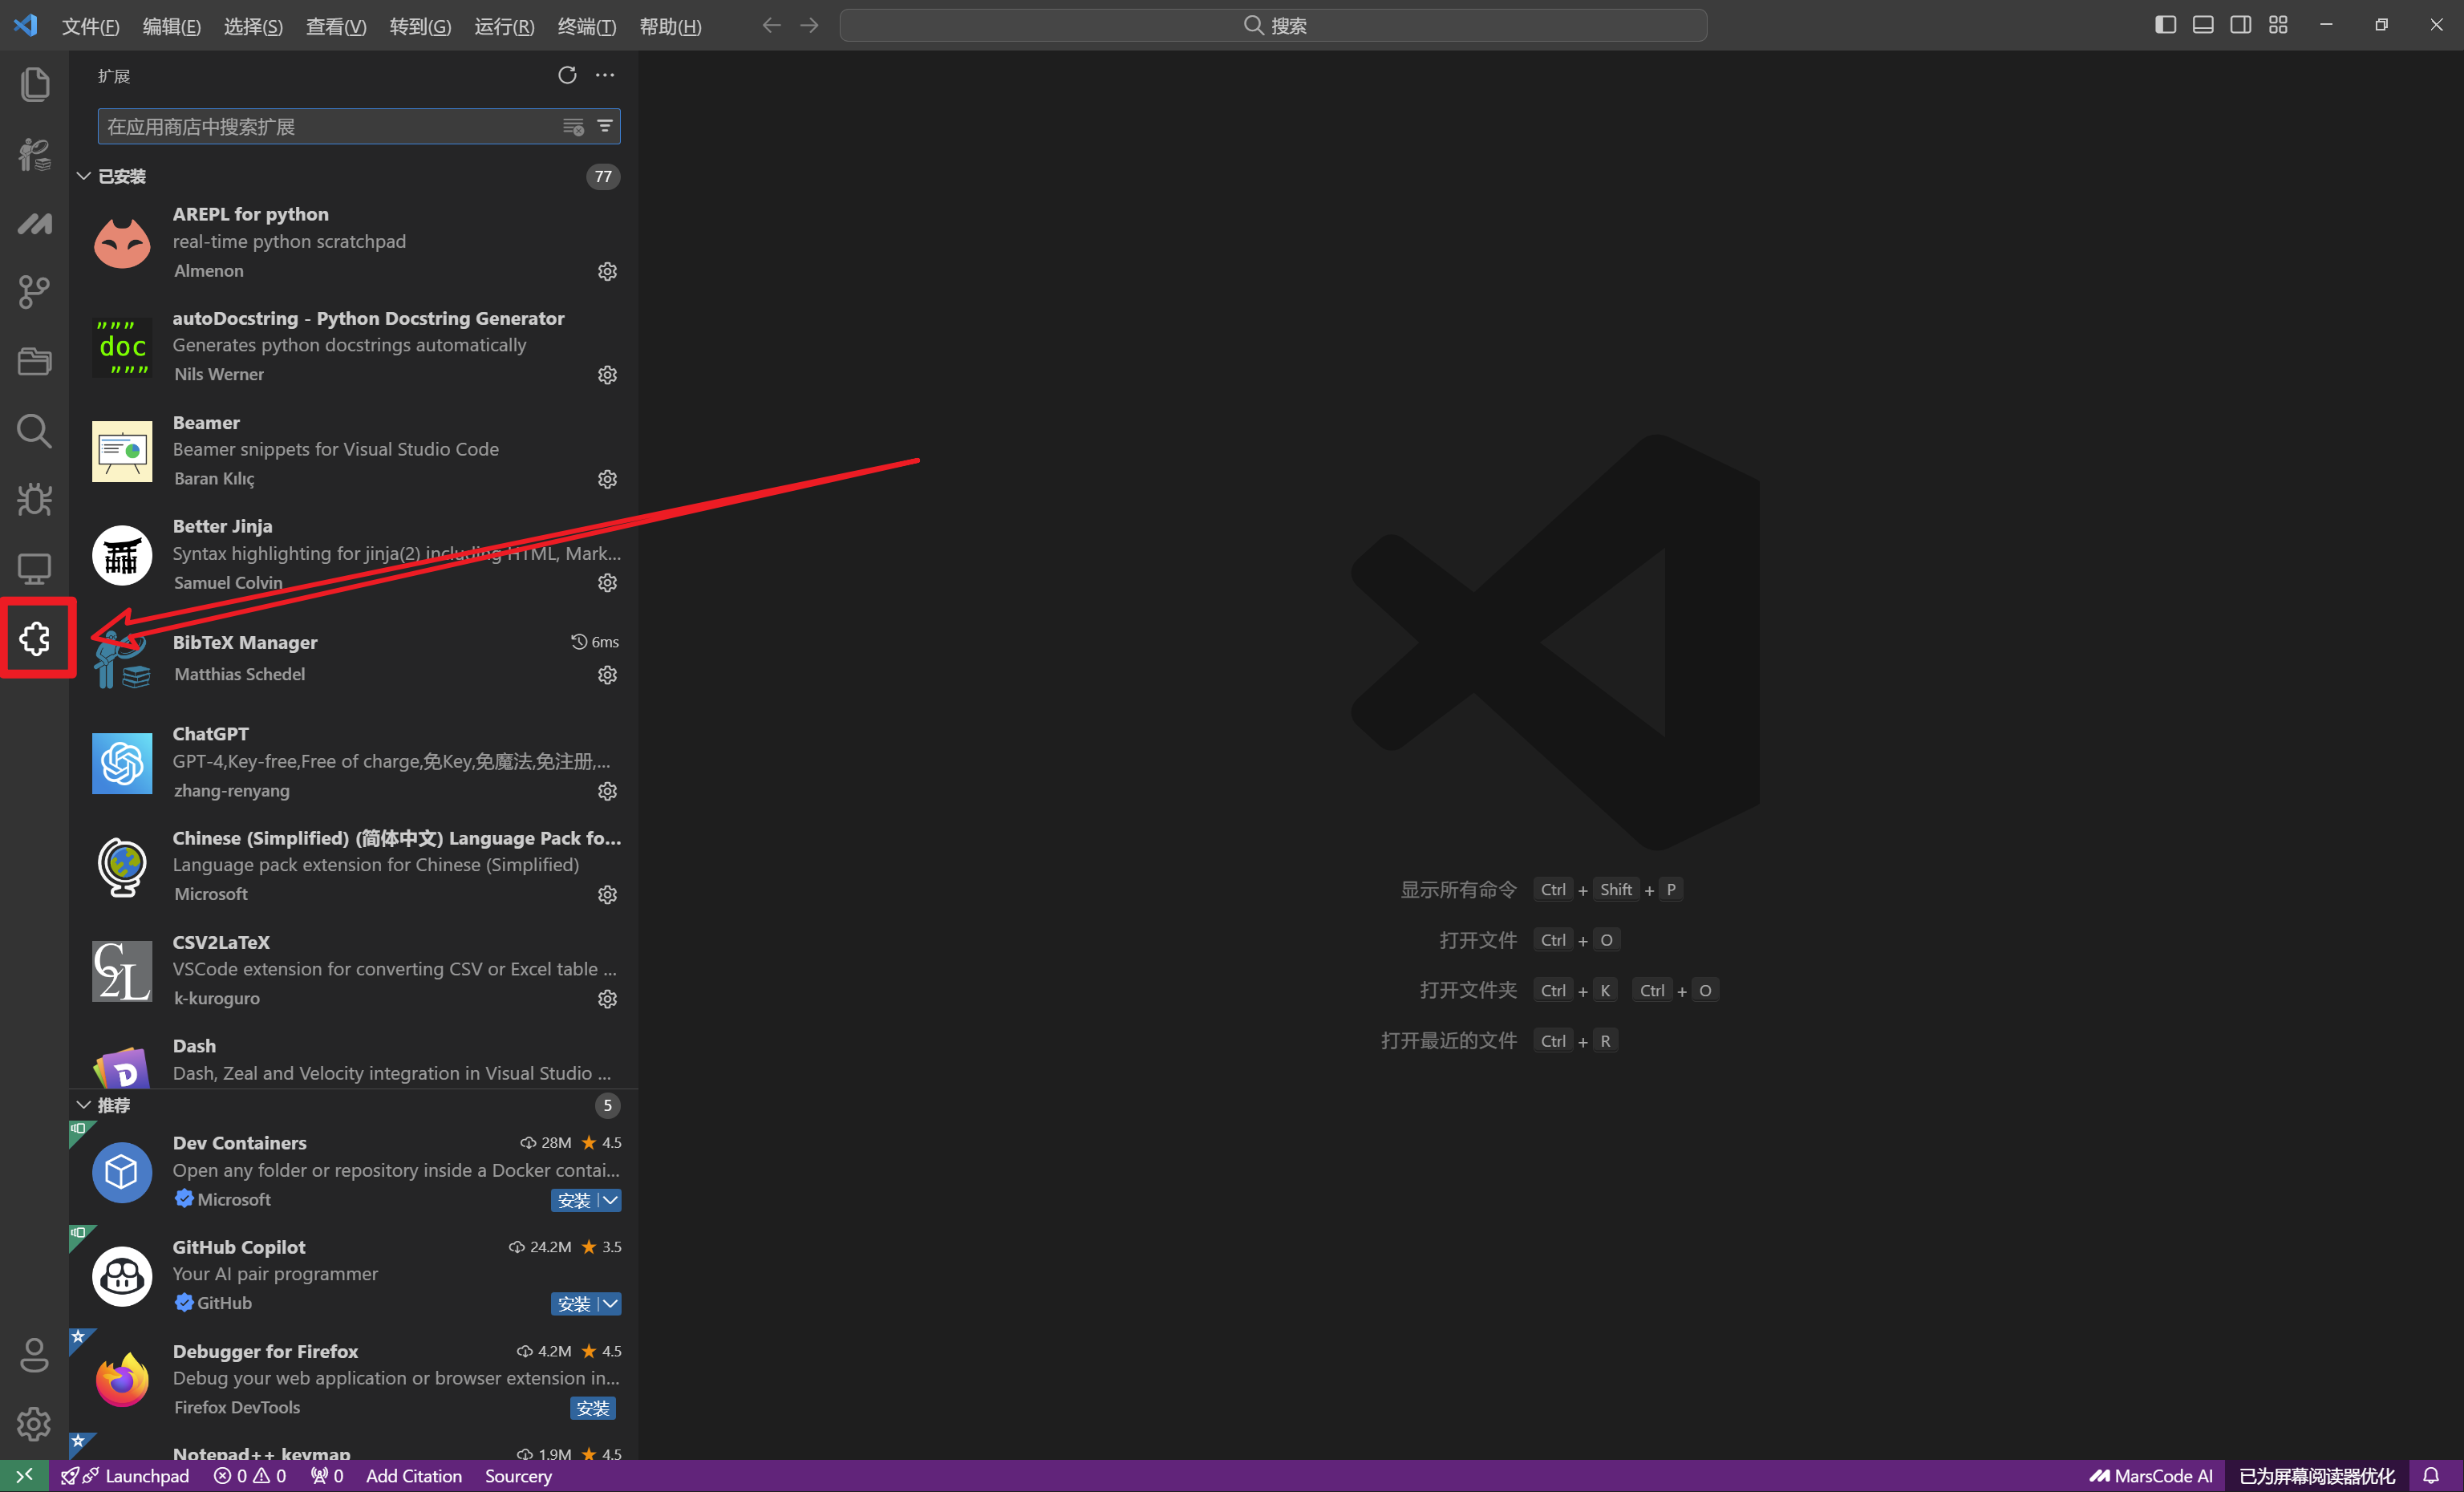 文件(F) 编辑(E) 选择(S) 查看(V) 转到(G) 运行(R) 终端(T) 帮助(H) 搜索
扩展
在应用商店中搜索扩展
已安装 77
AREPL for python
real-time python scratchpad
Almenon
autoDocstring - Python Docstring Generator
Generates python docstrings automatically
Nils Werner
"""
doc
"""
Beamer
Beamer snippets for Visual Studio Code
Baran Kılıç
Better Jinja
Syntax highlighting for jinja(2) including HTML, Mark...
Samuel Colvin
BibTeX Manager 6ms
Matthias Schedel
ChatGPT
GPT-4,Key-free,Free of charge,免Key,免魔法,免注册,...
zhang-renyang
Chinese (Simplified) (简体中文) Language Pack fo...
Language pack extension for Chinese (Simplified)
Microsoft
CSV2LaTeX
VSCode extension for converting CSV or Excel table ...
k-kuroguro
C2L
Dash
Dash, Zeal and Velocity integration in Visual Studio ...
D
推荐 5
Dev Containers 28M 4.5
Open any folder or repository inside a Docker contai...
Microsoft 安装
GitHub Copilot 24.2M 3.5
Your AI pair programmer
GitHub 安装
Debugger for Firefox 4.2M 4.5
Debug your web application or browser extension in...
Firefox DevTools 安装
Notepad++ keymap 1.9M 4.5
显示所有命令 Ctrl + Shift + P
打开文件 Ctrl + O
打开文件夹 Ctrl + K Ctrl + O
打开最近的文件 Ctrl + R
Launchpad 0 0 0 Add Citation Sourcery MarsCode AI 已为屏幕阅读器优化